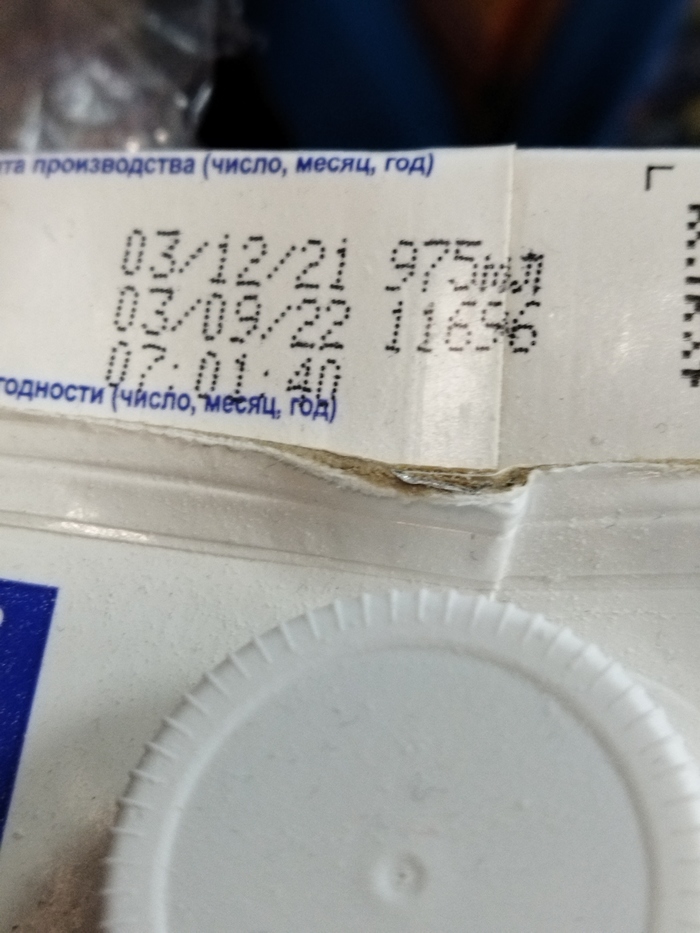 та производства (число, месяц, год)
03/12/21 975мл
03/09/22 11696
07:01:40
годности (число, месяц, год)